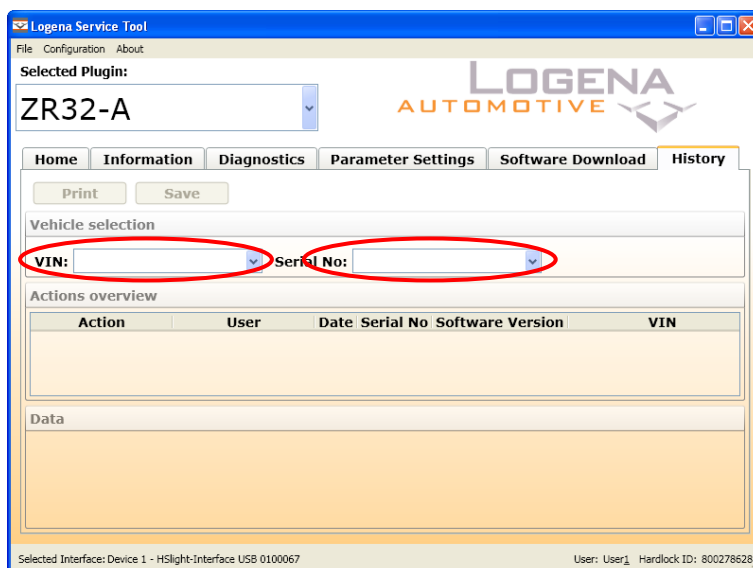 Logena Service Tool
File Configuration About
Selected Plugin:
ZR32-A
LOGENA
AUTOMOTIVE
Home Information Diagnostics Parameter Settings Software Download History
Print Save
Vehicle selection
VIN: Serial No:
Actions overview
Action User Date Serial No Software Version VIN
Data
Selected Interface: Device 1 - HSlight-Interface USB 0100067 User: User1 Hardlock ID: 800278628